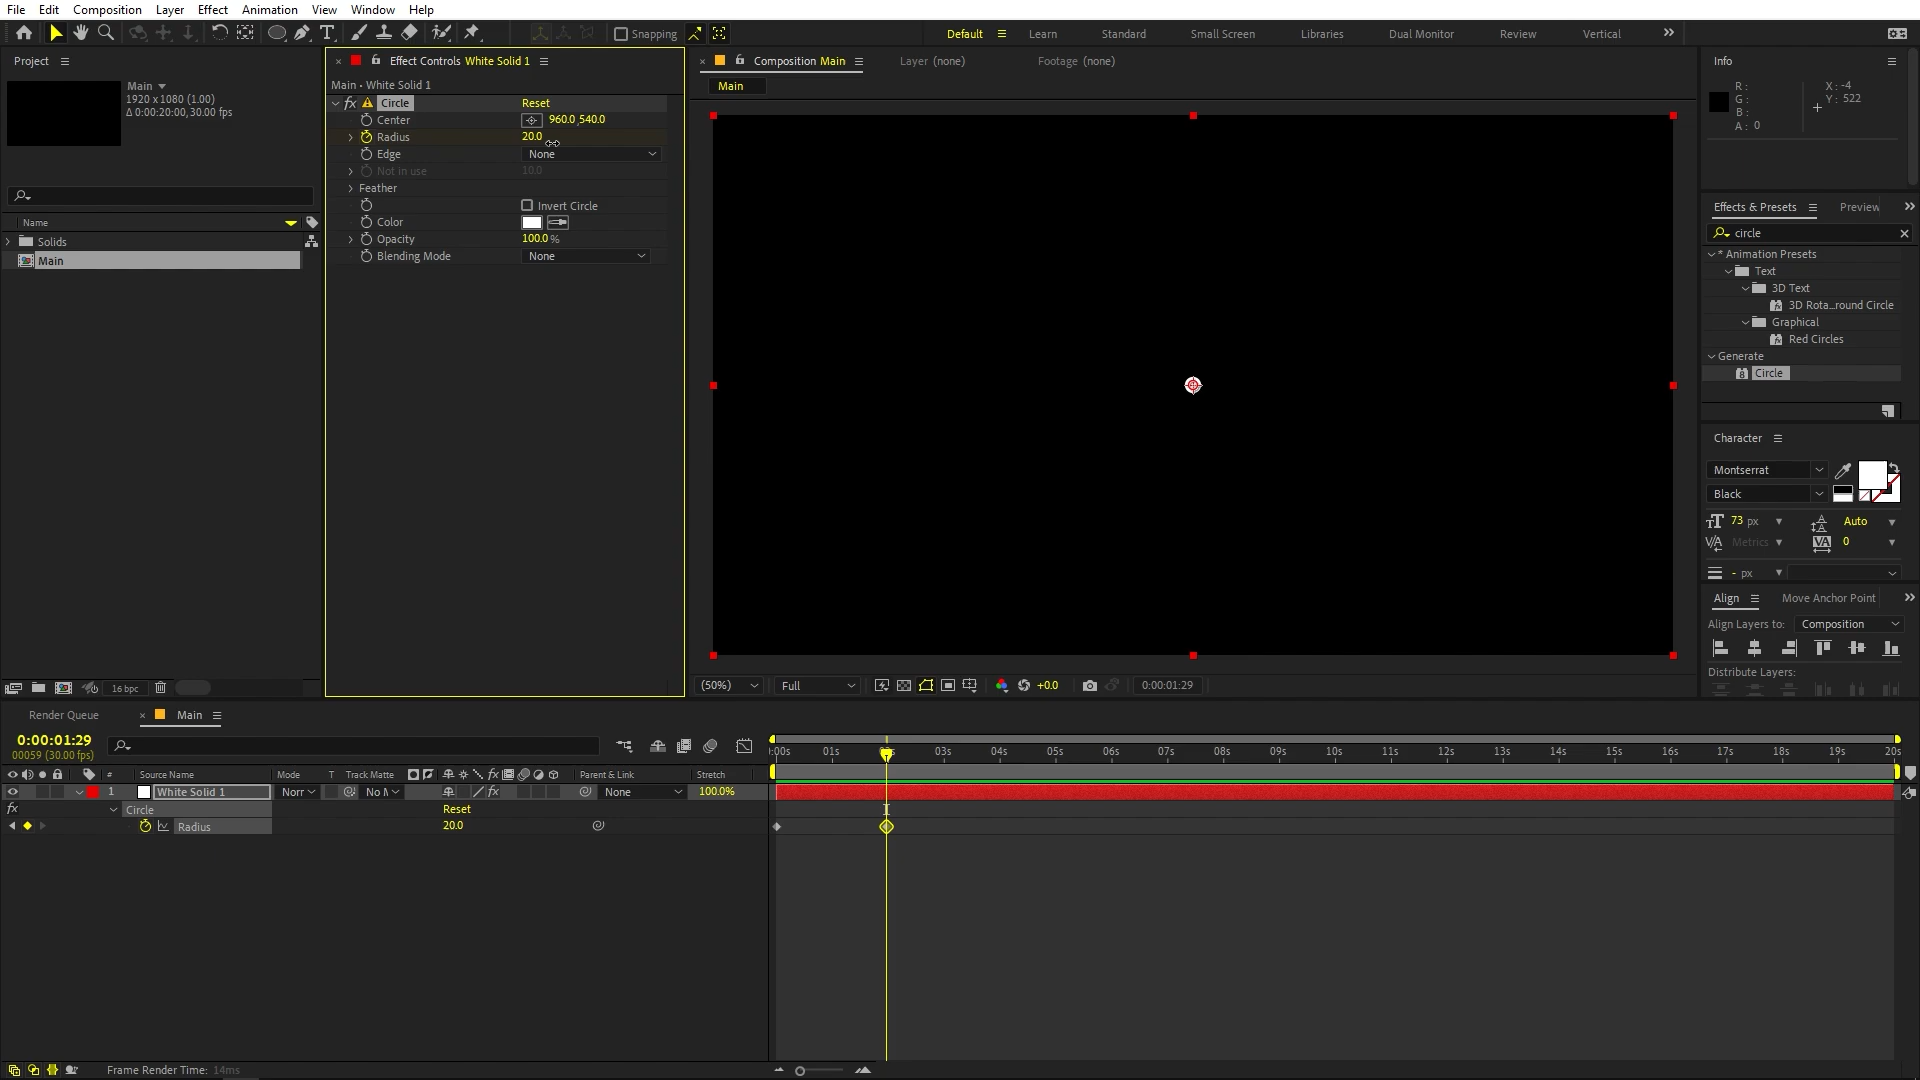 File Edit Composition Layer Effect Animation View Window Help
Snapping
Default Learn Standard Small Screen Libraries Dual Monitor Review Vertical
Project
Main
1920 x 1080 (1.00)
Δ 0:00:20:00, 30.00 fps
Name
Solids
Main
16 bpc
Effect Controls White Solid 1
Main • White Solid 1
fx Circle Reset
Center 960.0,540.0
Radius 20.0
Edge None
Not in use 10.0
Feather
Invert Circle
Color
Opacity 100.0 %
Blending Mode None
Composition Main
Layer (none)
Footage (none)
Main
(50%) Full +0.0 0:00:01:29
Info
R :
G :
B :
A : 0
X : -4
Y : 522
Effects & Presets Preview
circle
* Animation Presets
Text
3D Text
3D Rota...round Circle
Graphical
Red Circles
Generate
Circle
Character
Montserrat
Black
73 px Auto
Metrics 0
- px
Align Move Anchor Point
Align Layers to: Composition
Distribute Layers:
Render Queue Main
0:00:01:29
00059 (30.00 fps)
# Source Name Mode T Track Matte fx Parent & Link Stretch
1 White Solid 1 Norr No M fx None 100.0%
fx Circle Reset
Radius 20.0
:00s 01s 03s 04s 05s 06s 07s 08s 09s 10s 11s 12s 13s 14s 15s 16s 17s 18s 19s 20s
Frame Render Time: 14ms